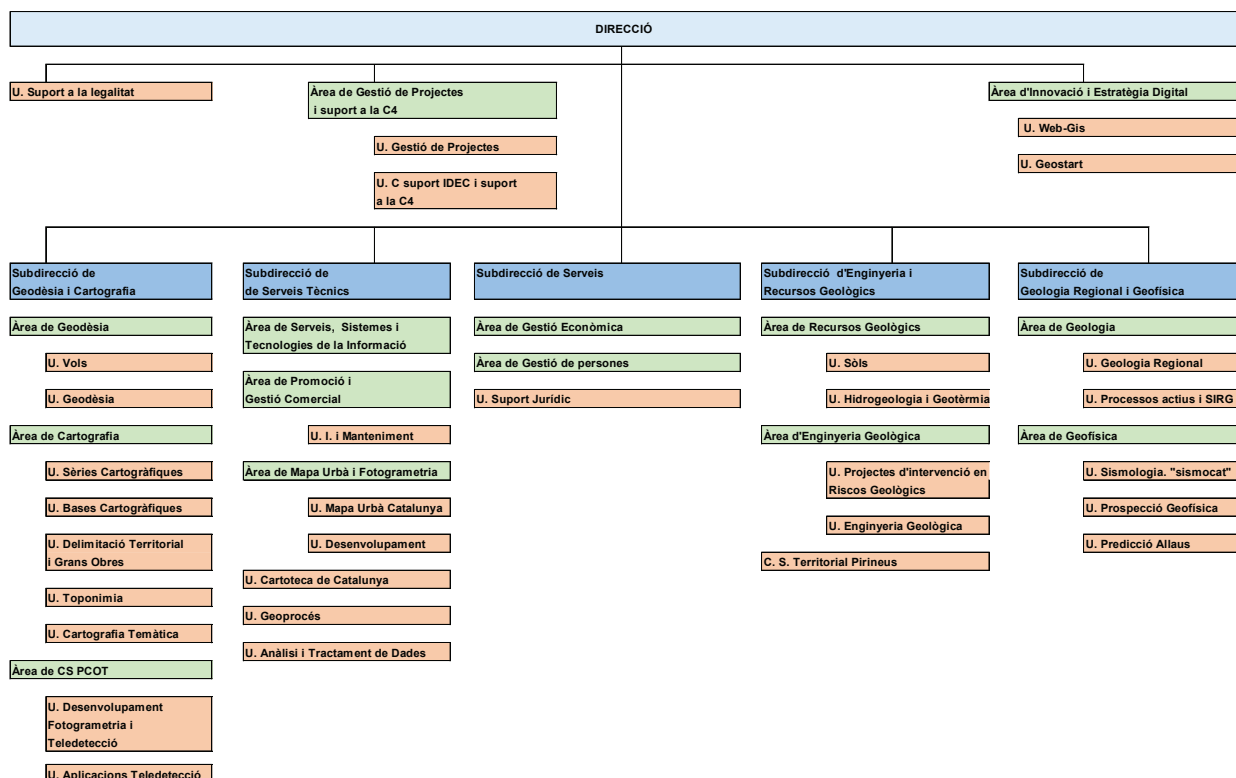 DIRECCIÓ
U. Suport a la legalitat
Àrea de Gestió de Projectes
i suport a la C4
U. Gestió de Projectes
U. C suport IDEC i suport
a la C4
Àrea d'Innovació i Estratègia Digital
U. Web-Gis
U. Geostart
Subdirecció de
Geodèsia i Cartografia
Àrea de Geodèsia
U. Vols
U. Geodèsia
Àrea de Cartografia
U. Sèries Cartogràfiques
U. Bases Cartogràfiques
U. Delimitació Territorial
i Grans Obres
U. Toponimia
U. Cartografia Temàtica
Àrea de CS PCOT
U. Desenvolupament
Fotogrametria i
Teledetecció
U. Aplicacions Teledetecció
Subdirecció de
de Serveis Tècnics
Àrea de Serveis, Sistemes i
Tecnologies de la Informació
Àrea de Promoció i
Gestió Comercial
U. I. i Manteniment
Àrea de Mapa Urbà i Fotogrametria
U. Mapa Urbà Catalunya
U. Desenvolupament
U. Cartoteca de Catalunya
U. Geoprocés
U. Anàlisi i Tractament de Dades
Subdirecció de Serveis
Àrea de Gestió Econòmica
Àrea de Gestió de persones
U. Suport Jurídic
Subdirecció d'Enginyeria i
Recursos Geològics
Àrea de Recursos Geològics
U. Sòls
U. Hidrogeologia i Geotèrmia
Àrea d'Enginyeria Geològica
U. Projectes d'intervenció en
Riscos Geològics
U. Enginyeria Geològica
C. S. Territorial Pirineus
Subdirecció de
Geologia Regional i Geofísica
Àrea de Geologia
U. Geologia Regional
U. Processos actius i SIRG
Àrea de Geofísica
U. Sismologia. "sismocat"
U. Prospecció Geofísica
U. Predicció Allaus